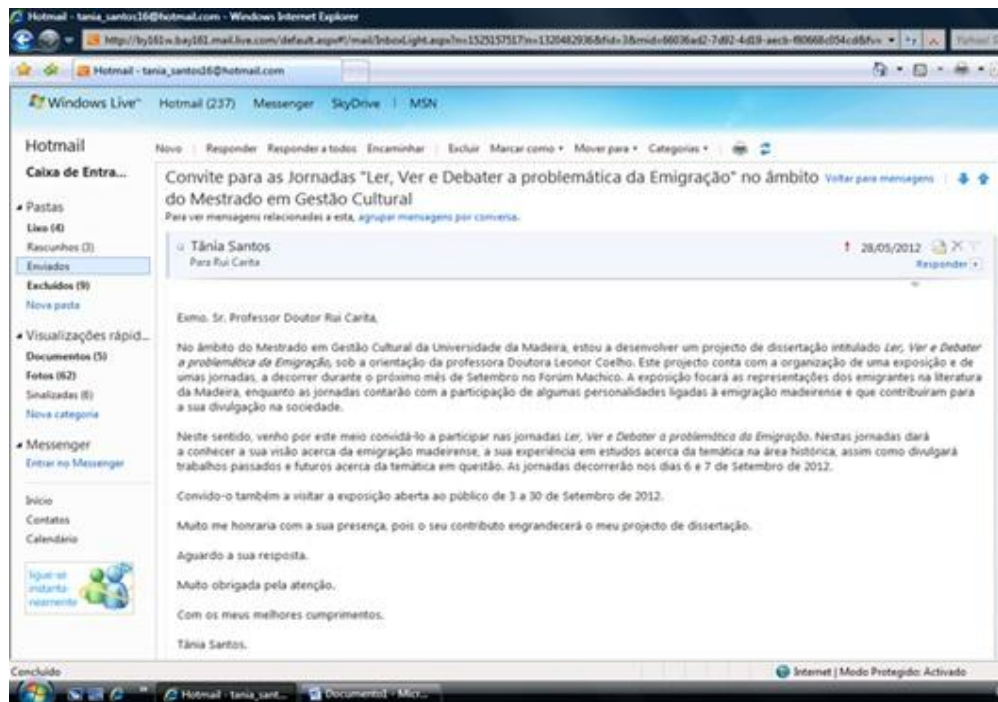 Hotmail - tania_santos16@hotmail.com - Windows Internet Explorer
Hotmail - tania_santos16@hotmail.com
Windows Live™ Hotmail (237) Messenger SkyDrive | MSN
Hotmail
Novo Responder Responder a todos Encaminhar Excluir Marcar como Mover para Categorias
Caixa de Entra...
Pastas
Lixo (4)
Rascunhos (3)
Enviados
Excluídos (9)
Nova pasta
Visualizações rápid...
Documentos (5)
Fotos (62)
Sinalizadas (6)
Nova categoria
Messenger
Entrar no Messenger
Início
Contatos
Calendário
ligue-se
instanta-
neamente
Convite para as Jornadas "Ler, Ver e Debater a problemática da Emigração" no âmbito Voltar para mensagens
do Mestrado em Gestão Cultural
Para ver mensagens relacionadas a esta, agrupar mensagens por conversa.
Tânia Santos ! 28/05/2012
Para Rui Carita Responder
Exmo. Sr. Professor Doutor Rui Carita,
No âmbito do Mestrado em Gestão Cultural da Universidade da Madeira, estou a desenvolver um projecto de dissertação intitulado Ler, Ver e Debater
a problemática da Emigração, sob a orientação da professora Doutora Leonor Coelho. Este projecto conta com a organização de uma exposição e de
umas jornadas, a decorrer durante o próximo mês de Setembro no Forúm Machico. A exposição focará as representações dos emigrantes na literatura
da Madeira, enquanto as jornadas contarão com a participação de algumas personalidades ligadas à emigração madeirense e que contribuíram para
a sua divulgação na sociedade.
Neste sentido, venho por este meio convidá-lo a participar nas jornadas Ler, Ver e Debater a problemática da Emigração. Nestas jornadas dará
a conhecer a sua visão acerca da emigração madeirense, a sua experiência em estudos acerca da temática na área histórica, assim como divulgará
trabalhos passados e futuros acerca da temática em questão. As jornadas decorrerão nos dias 6 e 7 de Setembro de 2012.
Convido-o também a visitar a exposição aberta ao público de 3 a 30 de Setembro de 2012.
Muito me honraria com a sua presença, pois o seu contributo engrandecerá o meu projecto de dissertação.
Aguardo a sua resposta.
Muito obrigada pela atenção.
Com os meus melhores cumprimentos.
Tânia Santos.
Concluído Internet | Modo Protegido: Activado
Hotmail - tania_sant... Documento1 - Micr...